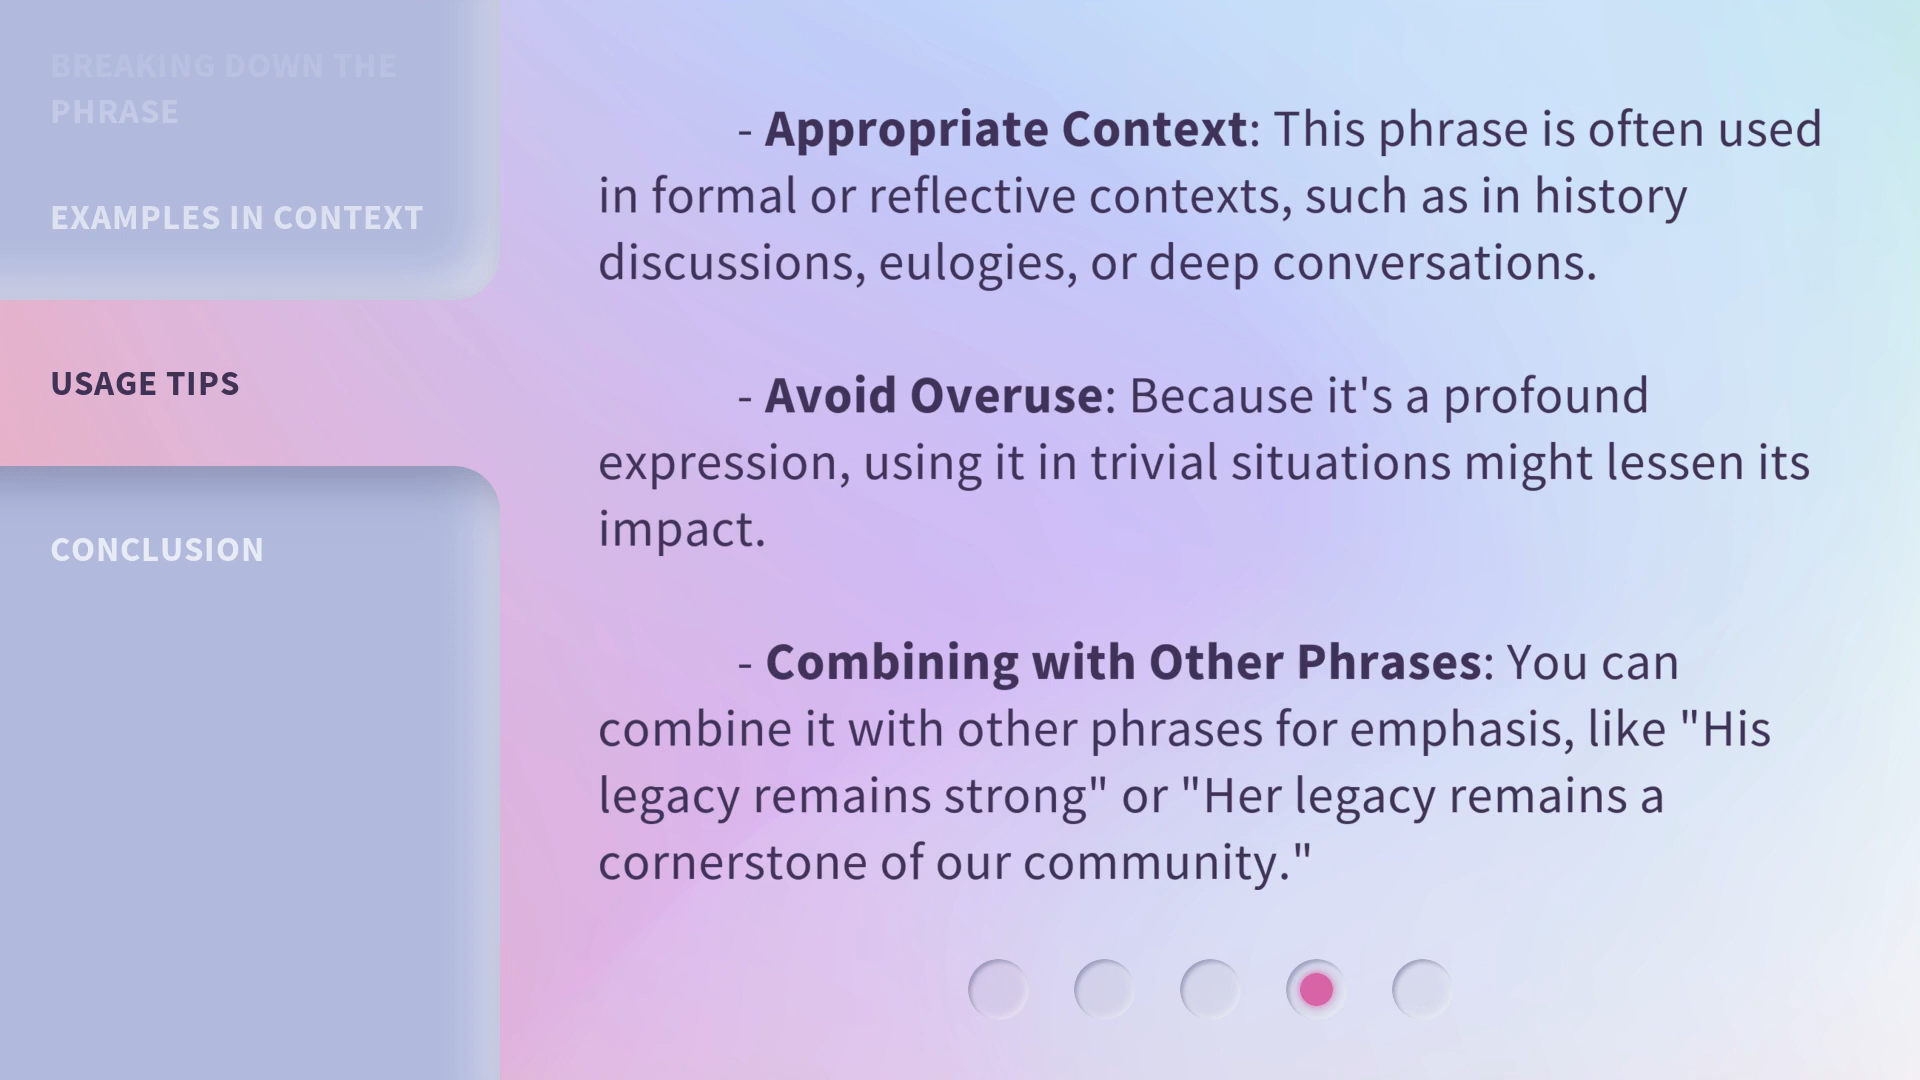 BREAKING DOWN THE
PHRASE
EXAMPLES IN CONTEXT
USAGE TIPS
CONCLUSION
- Appropriate Context: This phrase is often used
in formal or reflective contexts, such as in history
discussions, eulogies, or deep conversations.
- Avoid Overuse: Because it's a profound
expression, using it in trivial situations might lessen its
impact.
- Combining with Other Phrases: You can
combine it with other phrases for emphasis, like "His
legacy remains strong" or "Her legacy remains a
cornerstone of our community."